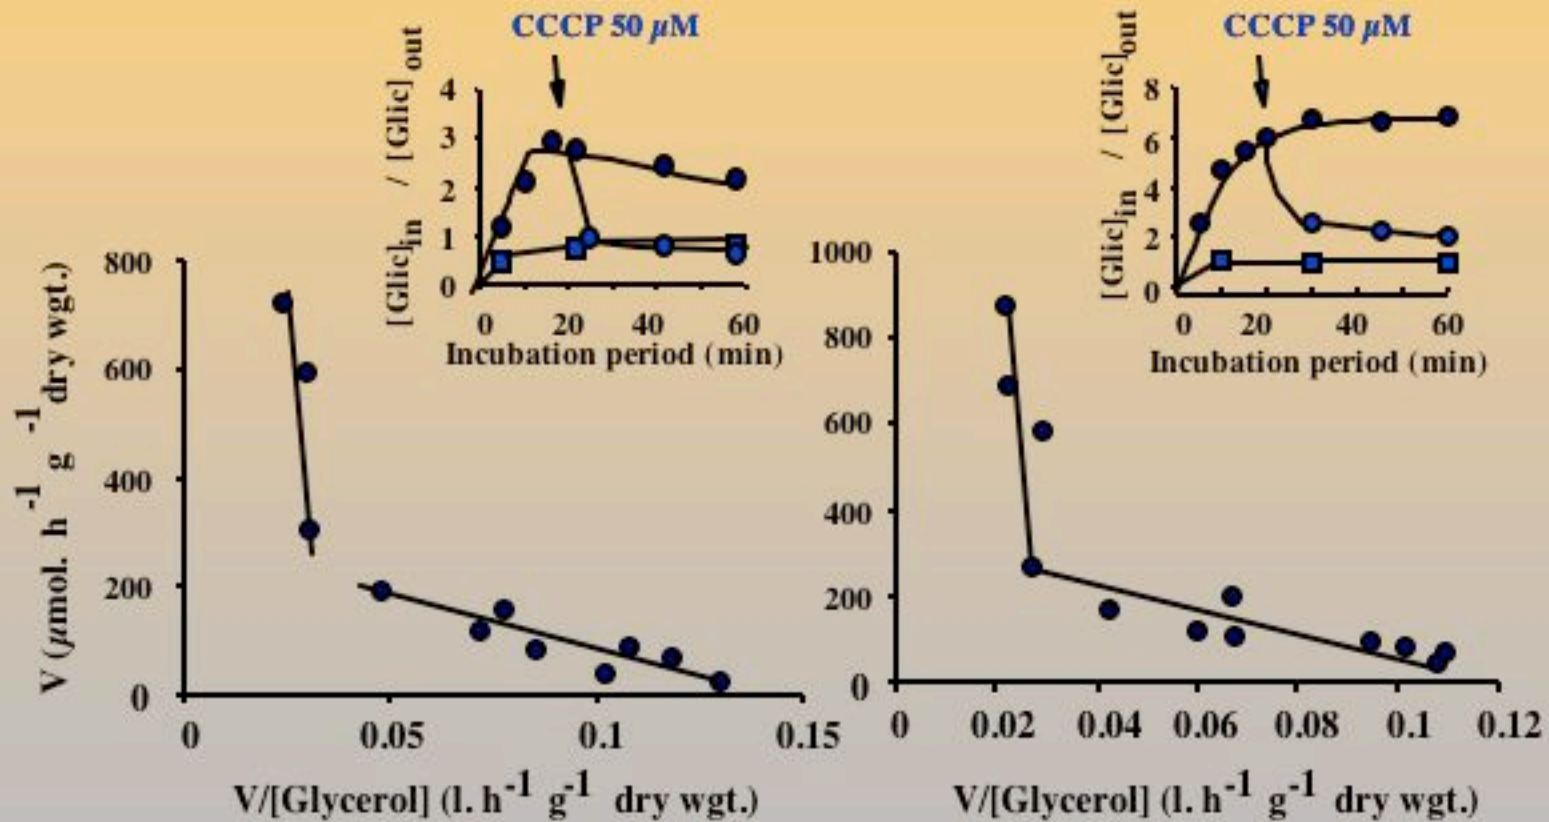 CCCP 50 µM
[Glic]in / [Glic]out
4
3
2
1
0
0 20 40 60
Incubation period (min)
V (µmol. h-1 g-1 dry wgt.)
800
600
400
200
0
0 0.05 0.1 0.15
V/[Glycerol] (l. h-1 g-1 dry wgt.)
CCCP 50 µM
[Glic]in / [Glic]out
8
6
4
2
0
0 20 40 60
Incubation period (min)
1000
800
600
400
200
0
0 0.02 0.04 0.06 0.08 0.1 0.12
V/[Glycerol] (l. h-1 g-1 dry wgt.)